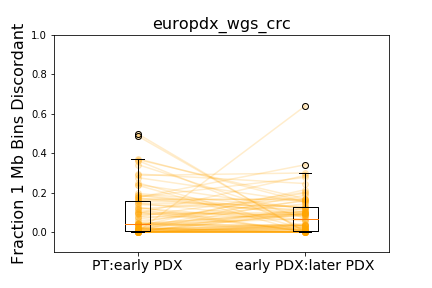 europdx_wgs_crc
Fraction 1 Mb Bins Discordant
1.0
0.8
0.6
0.4
0.2
0.0
PT:early PDX
early PDX:later PDX